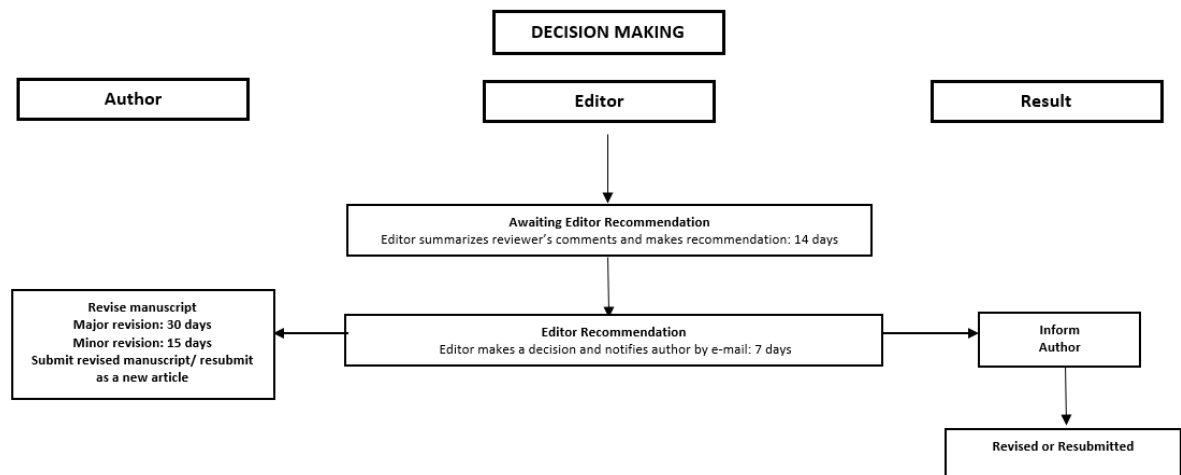 DECISION MAKING
Author
Editor
Result
Awaiting Editor Recommendation
Editor summarizes reviewer's comments and makes recommendation: 14 days
Revise manuscript
Major revision: 30 days
Minor revision: 15 days
Submit revised manuscript/ resubmit
as a new article
Editor Recommendation
Editor makes a decision and notifies author by e-mail: 7 days
Inform
Author
Revised or Resubmitted